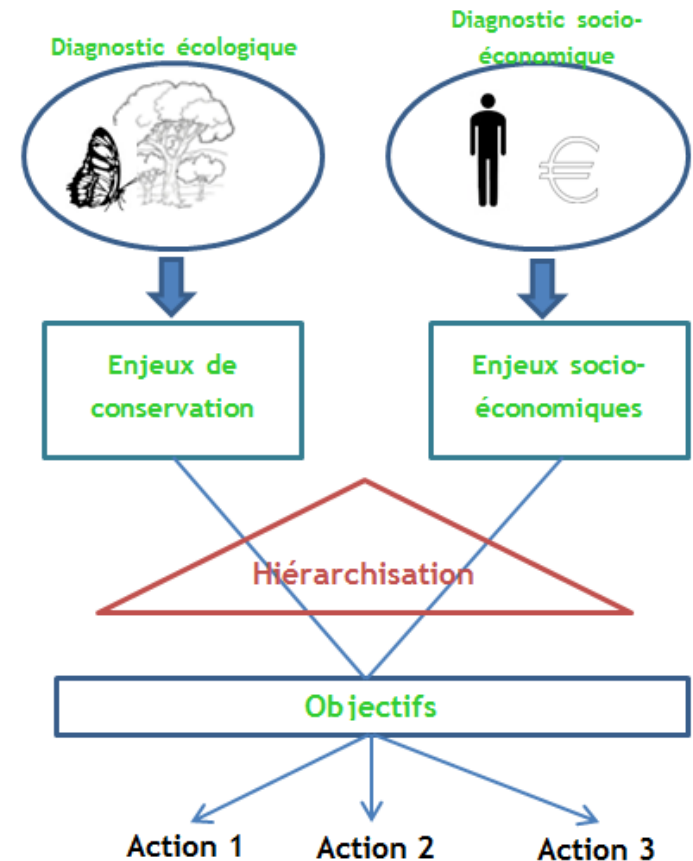 Diagnostic écologique
Diagnostic socio-
économique
€
Enjeux de
conservation
Enjeux socio-
économiques
Hiérarchisation
Objectifs
Action 1
Action 2
Action 3